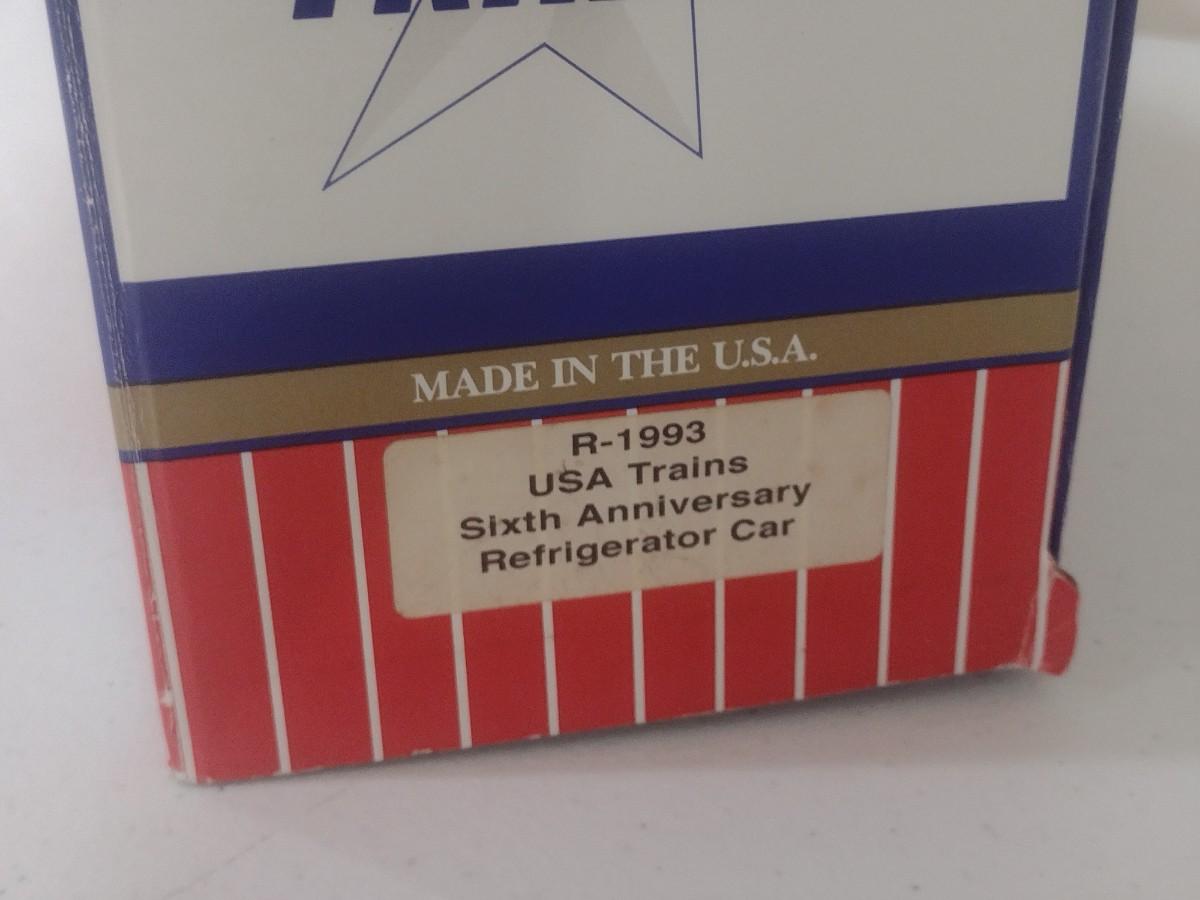 MADE IN THE U.S.A.
R-1993
USA Trains
Sixth Anniversary
Refrigerator Car